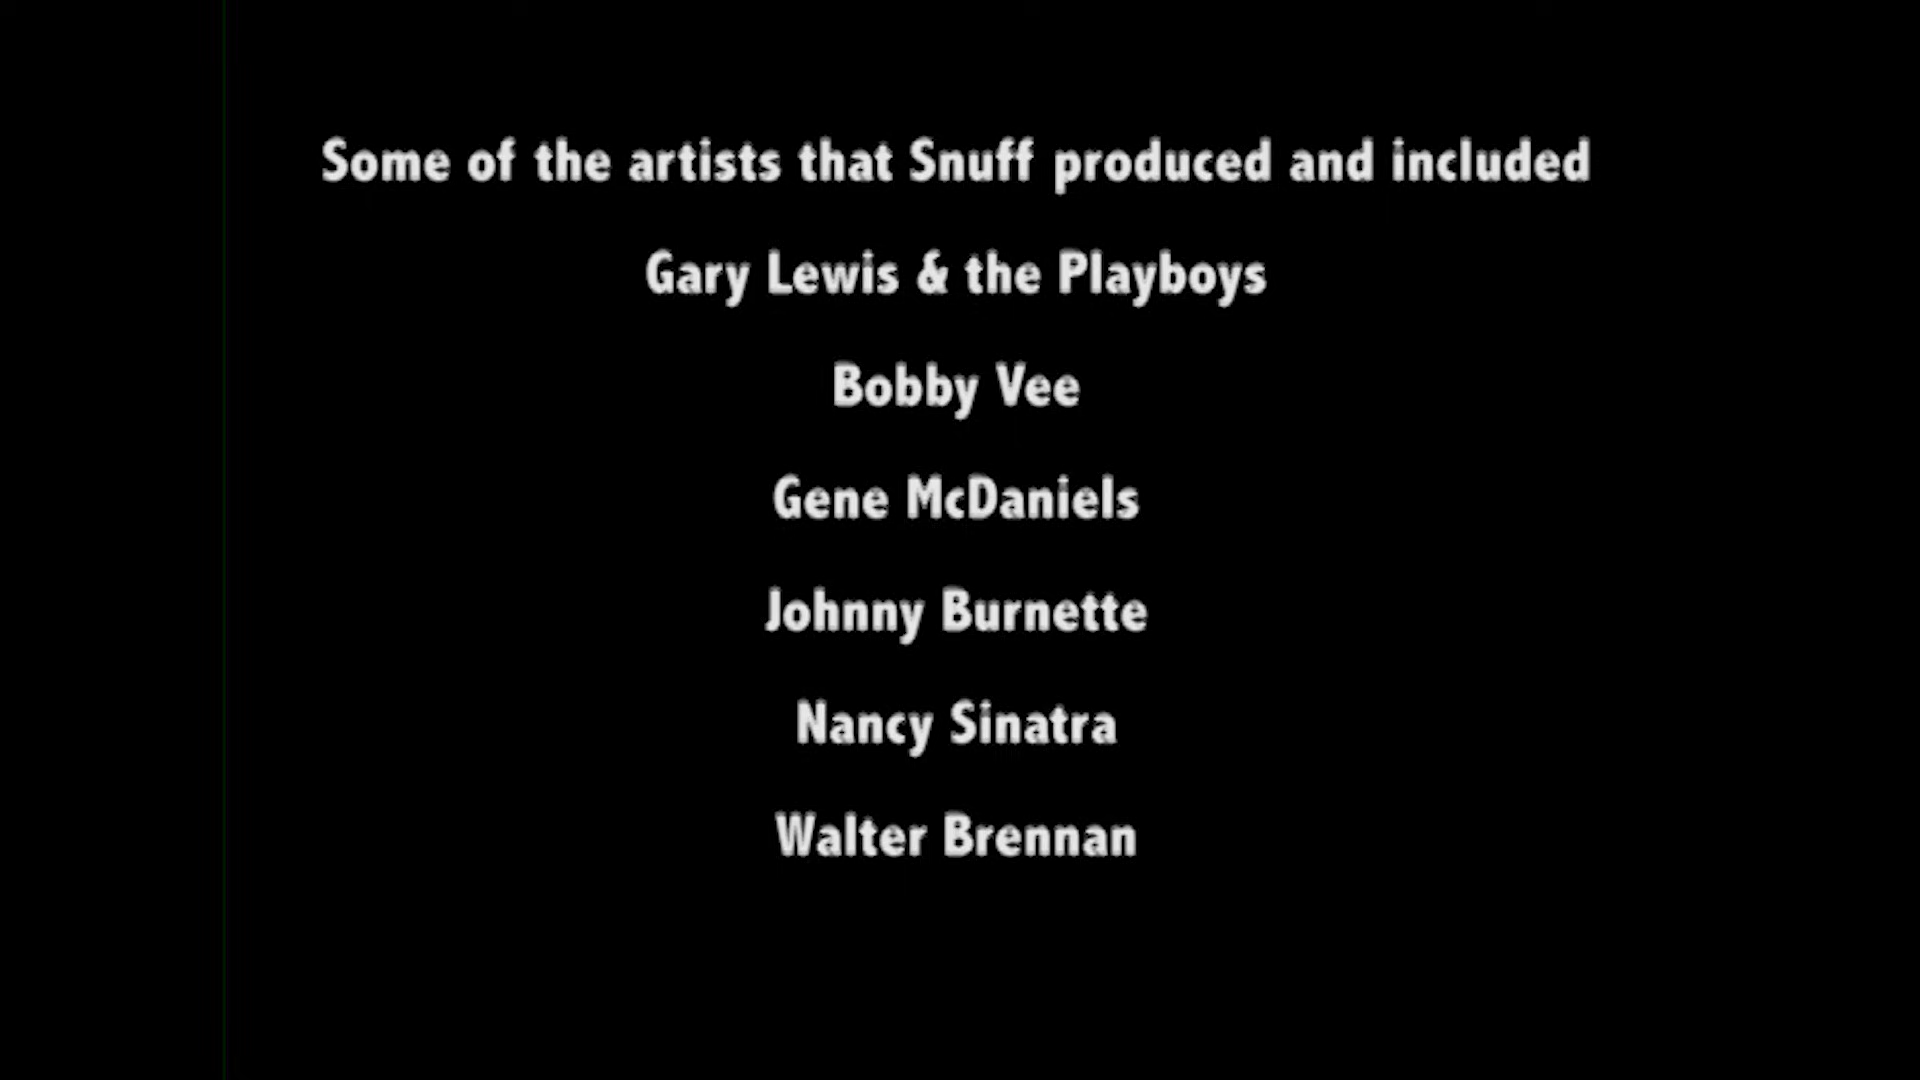 Some of the artists that Snuff produced and included
Gary Lewis & the Playboys
Bobby Vee
Gene McDaniels
Johnny Burnette
Nancy Sinatra
Walter Brennan